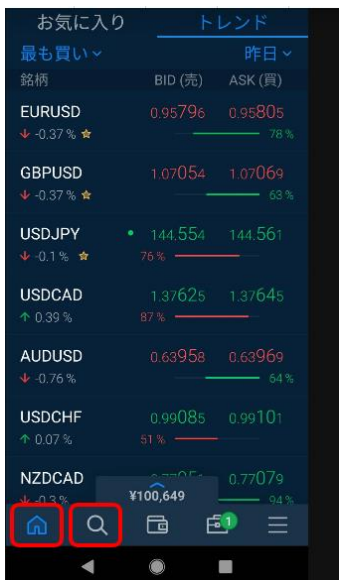 お気に入り トレンド
最も買い 昨日
銘柄 BID (売) ASK (買)
EURUSD 0.95796 0.95805
-0.37 % 78 %
GBPUSD 1.07054 1.07069
-0.37 % 63 %
USDJPY 144.554 144.561
-0.1 % 76 %
USDCAD 1.37625 1.37645
0.39 % 87 %
AUDUSD 0.63958 0.63969
-0.76 % 64 %
USDCHF 0.99085 0.99101
0.07 % 51 %
NZDCAD 0.77079
-0.3 % ¥100,649 94 %
1